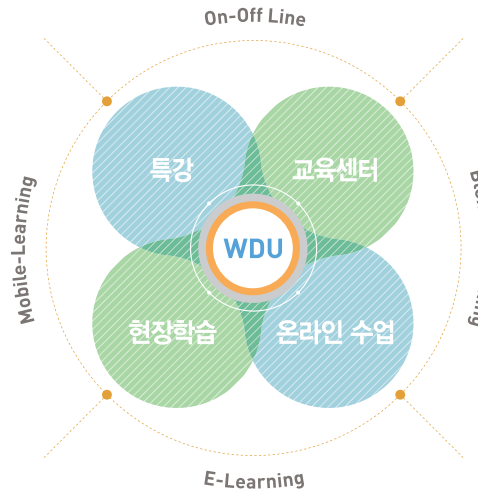 On-Off Line
특강
교육센터
Mobile-Learning
WDU
현장학습
온라인 수업
E-Learning